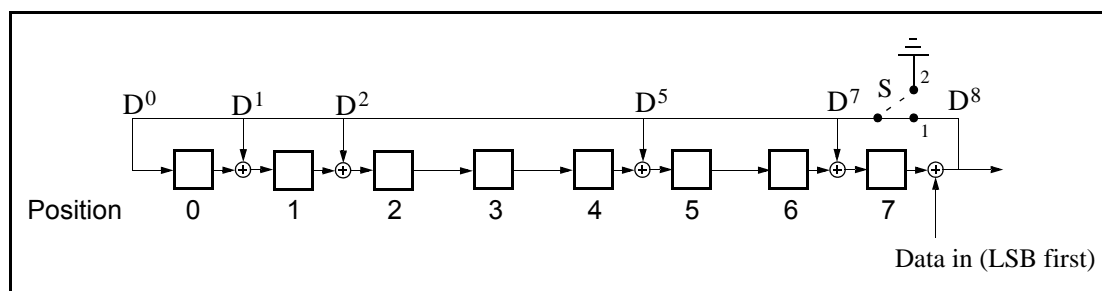 2
S
D⁰ D¹ D² D⁵ D⁷ D⁸
1
Position 0 1 2 3 4 5 6 7
Data in (LSB first)